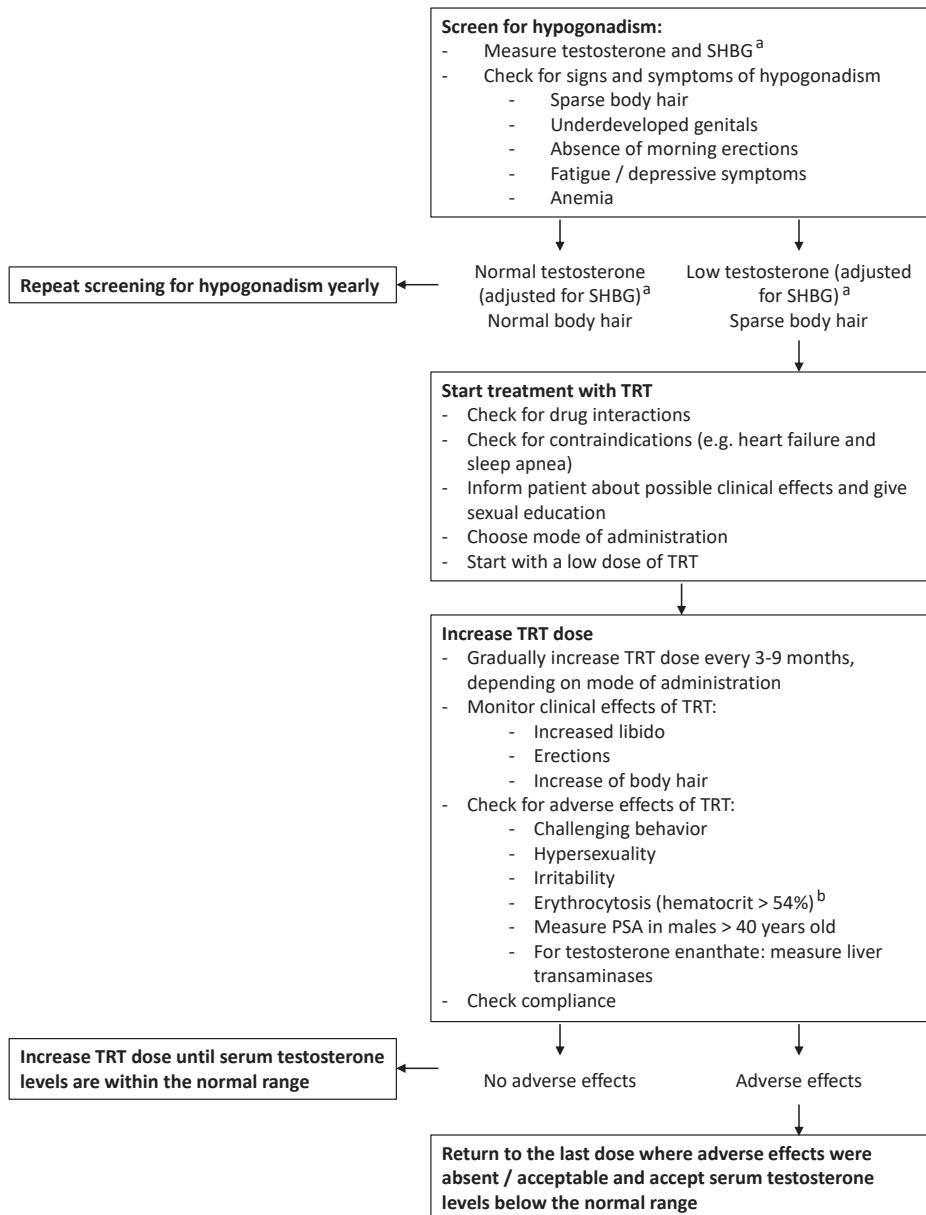 Screen for hypogonadism:
- Measure testosterone and SHBG a
- Check for signs and symptoms of hypogonadism
- Sparse body hair
- Underdeveloped genitals
- Absence of morning erections
- Fatigue / depressive symptoms
- Anemia
Repeat screening for hypogonadism yearly
Normal testosterone
(adjusted for SHBG) a
Normal body hair
Low testosterone (adjusted
for SHBG) a
Sparse body hair
Start treatment with TRT
- Check for drug interactions
- Check for contraindications (e.g. heart failure and
sleep apnea)
- Inform patient about possible clinical effects and give
sexual education
- Choose mode of administration
- Start with a low dose of TRT
Increase TRT dose
- Gradually increase TRT dose every 3-9 months,
depending on mode of administration
- Monitor clinical effects of TRT:
- Increased libido
- Erections
- Increase of body hair
- Check for adverse effects of TRT:
- Challenging behavior
- Hypersexuality
- Irritability
- Erythrocytosis (hematocrit > 54%) b
- Measure PSA in males > 40 years old
- For testosterone enanthate: measure liver
transaminases
- Check compliance
Increase TRT dose until serum testosterone
levels are within the normal range
No adverse effects
Adverse effects
Return to the last dose where adverse effects were
absent / acceptable and accept serum testosterone
levels below the normal range